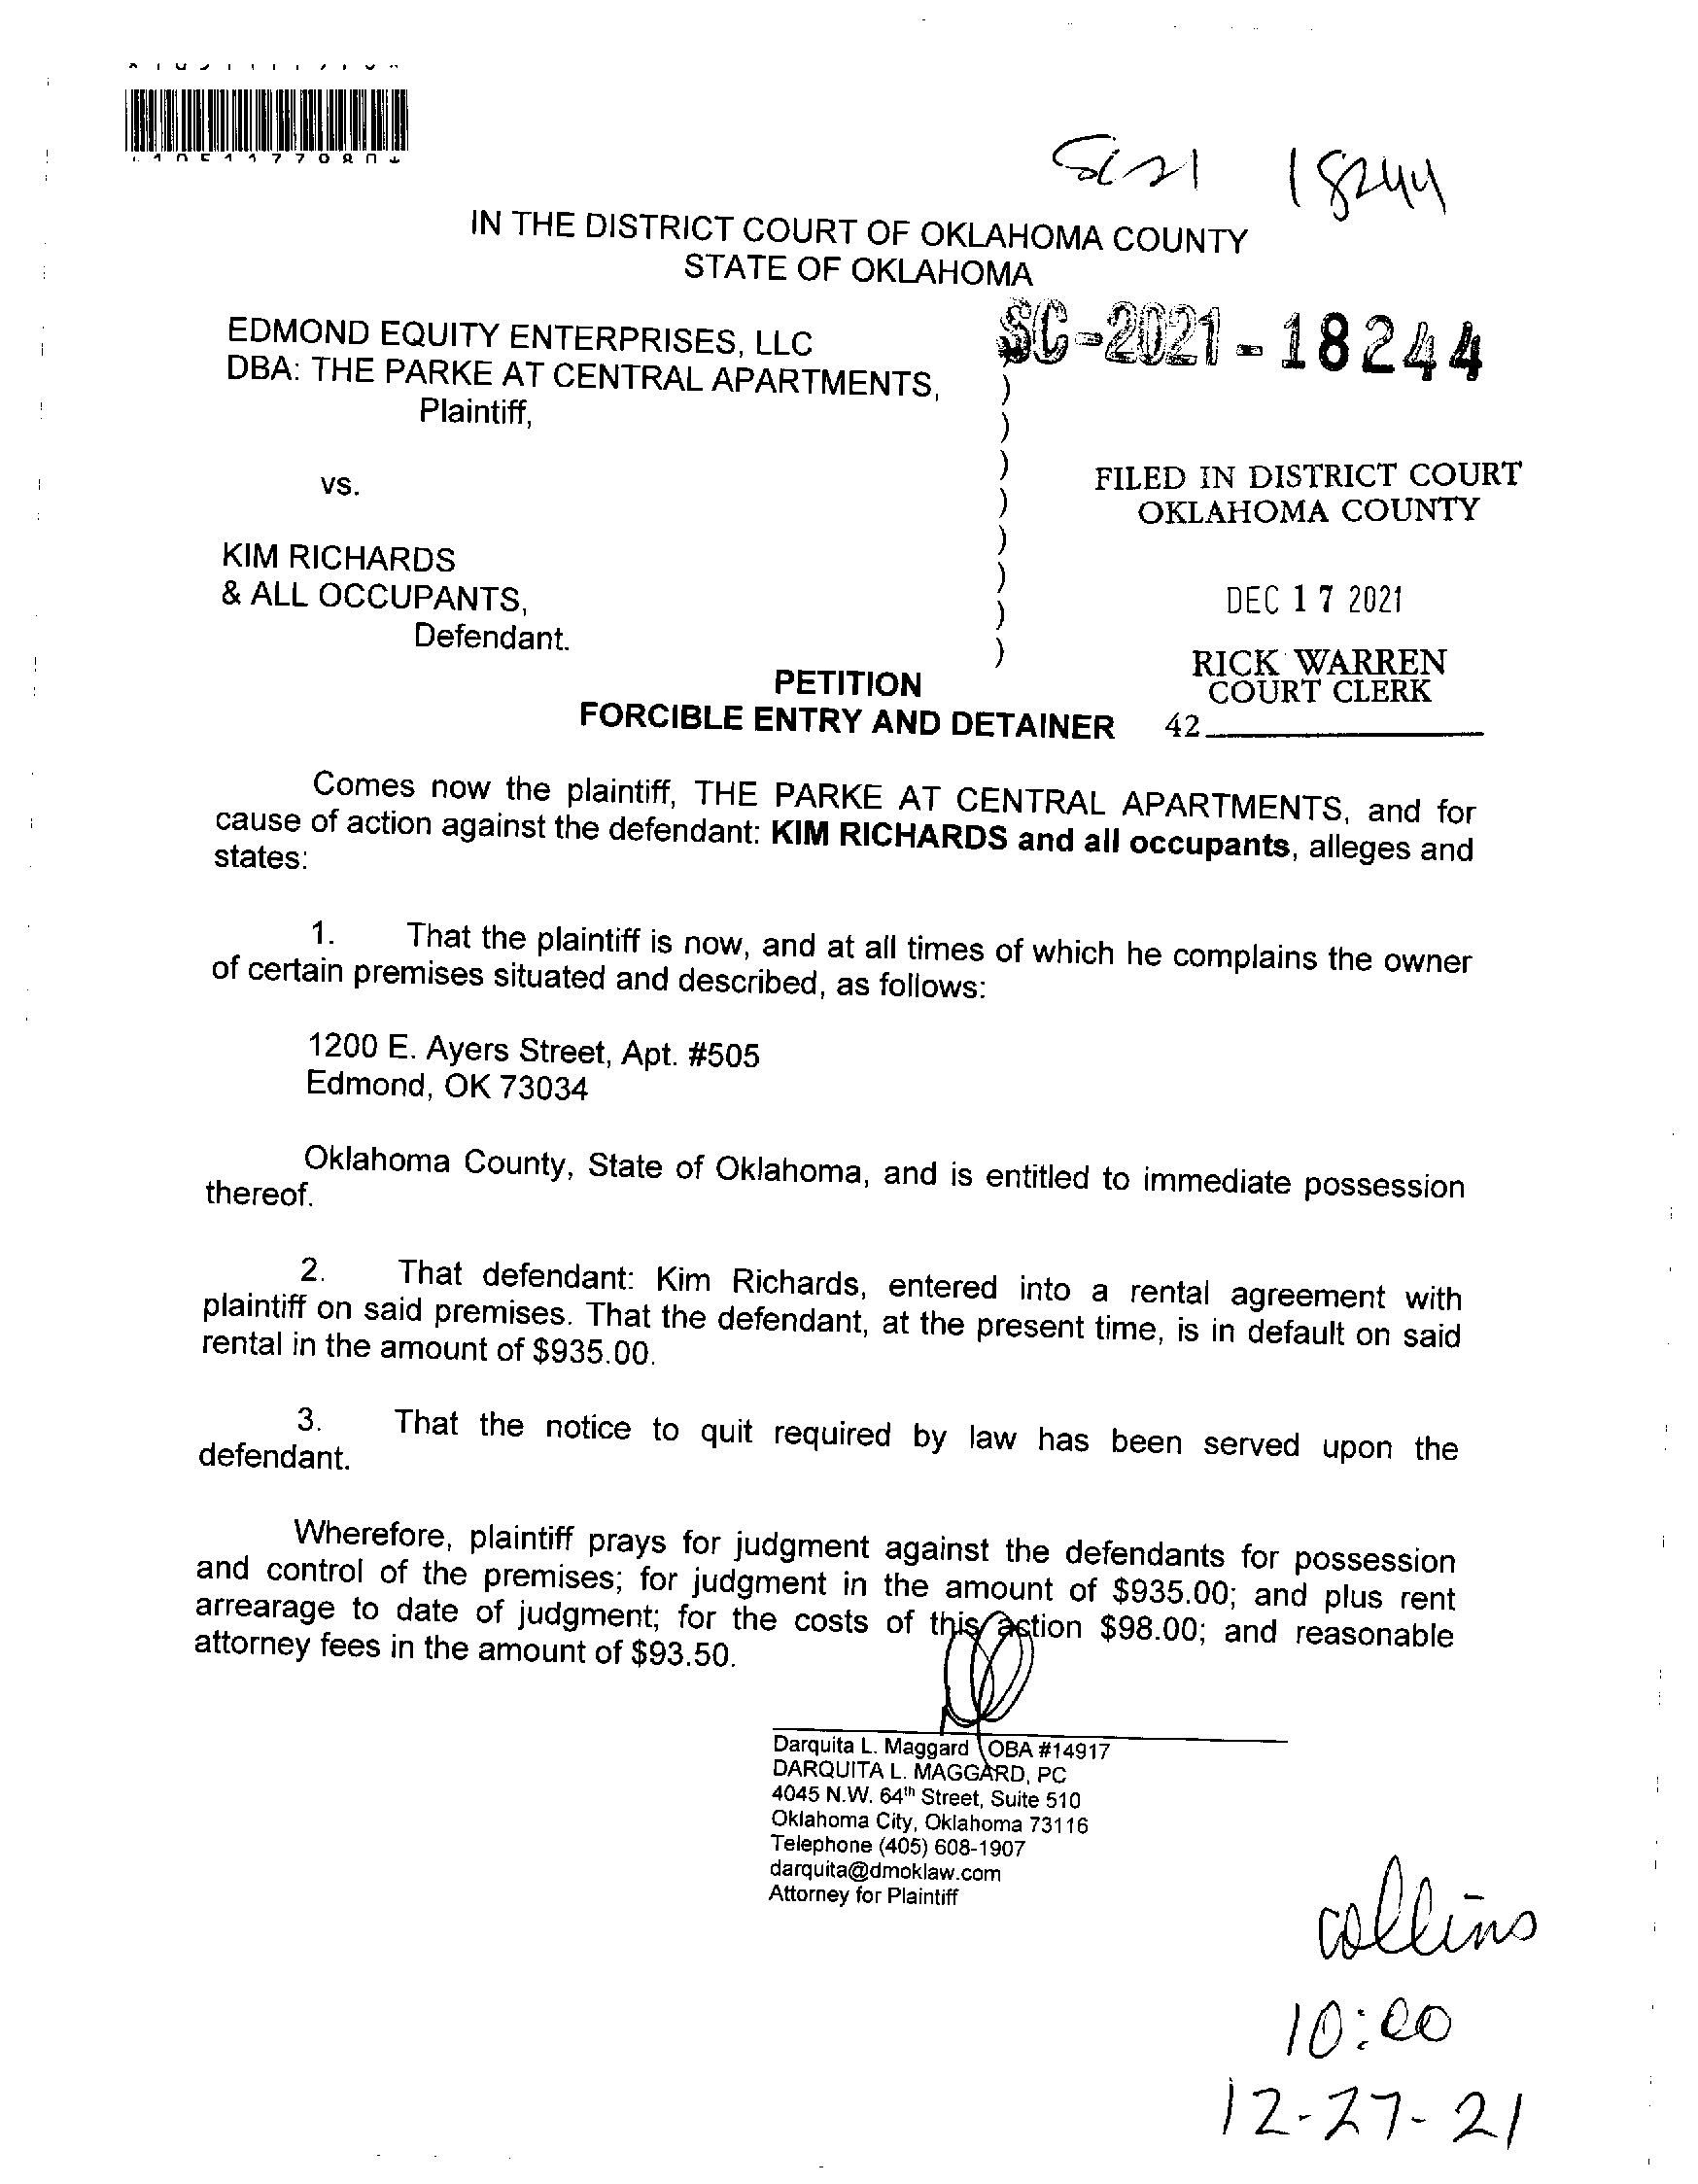 SC21 18244
IN THE DISTRICT COURT OF OKLAHOMA COUNTY
STATE OF OKLAHOMA
SC-2021-18244
EDMOND EQUITY ENTERPRISES, LLC
DBA: THE PARKE AT CENTRAL APARTMENTS, )
Plaintiff, )
)
vs. )
)
KIM RICHARDS )
& ALL OCCUPANTS, )
Defendant. )
FILED IN DISTRICT COURT
OKLAHOMA COUNTY
DEC 17 2021
RICK WARREN
COURT CLERK
42
PETITION
FORCIBLE ENTRY AND DETAINER
Comes now the plaintiff, THE PARKE AT CENTRAL APARTMENTS, and for
cause of action against the defendant: KIM RICHARDS and all occupants, alleges and
states:
1. That the plaintiff is now, and at all times of which he complains the owner
of certain premises situated and described, as follows:
1200 E. Ayers Street, Apt. #505
Edmond, OK 73034
Oklahoma County, State of Oklahoma, and is entitled to immediate possession
thereof.
2. That defendant: Kim Richards, entered into a rental agreement with
plaintiff on said premises. That the defendant, at the present time, is in default on said
rental in the amount of $935.00.
3. That the notice to quit required by law has been served upon the
defendant.
Wherefore, plaintiff prays for judgment against the defendants for possession
and control of the premises; for judgment in the amount of $935.00; and plus rent
arrearage to date of judgment; for the costs of this action $98.00; and reasonable
attorney fees in the amount of $93.50.
Darquita L. Maggard OBA #14917
DARQUITA L. MAGGARD, PC
4045 N.W. 64th Street, Suite 510
Oklahoma City, Oklahoma 73116
Telephone (405) 608-1907
darquita@dmoklaw.com
Attorney for Plaintiff
collins
10:00
12-27-21